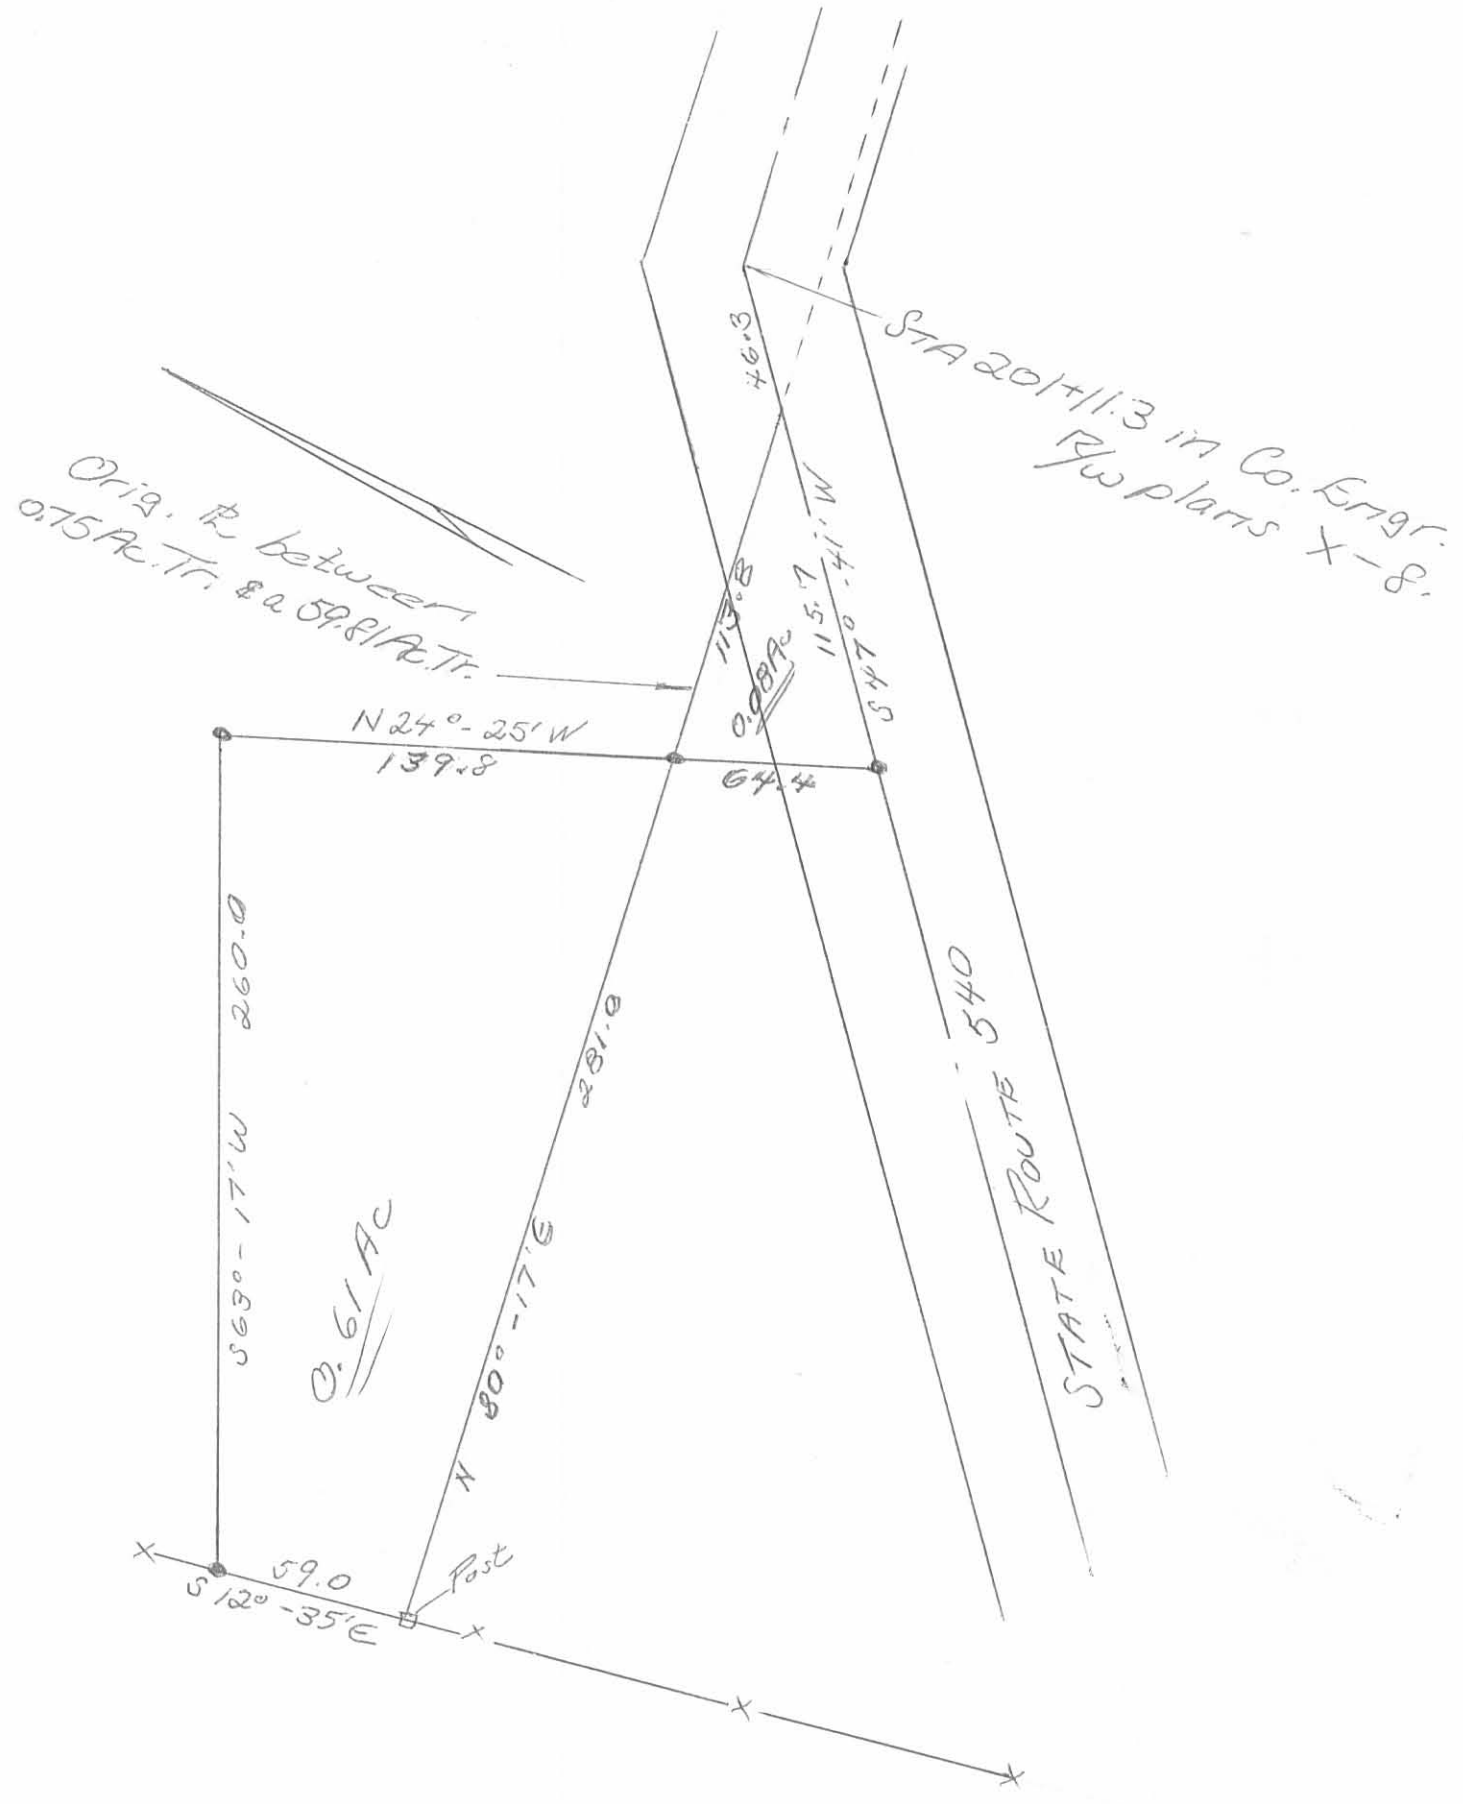 STA 201+11.3 in Co. Engr.
R/W plans X-8.
46.3
Orig. ⅊ between
0.75 Ac. Tr. & a 59.81 Ac. Tr.
S 47° - 41' W
115.7
113.8
0.08 Ac
N 24° - 25' W
139.8
64.4
260.0
S 63° - 17' W
281.0
N 80° - 17' E
0.61 Ac
STATE ROUTE 540
59.0
S 12° - 35' E
Post